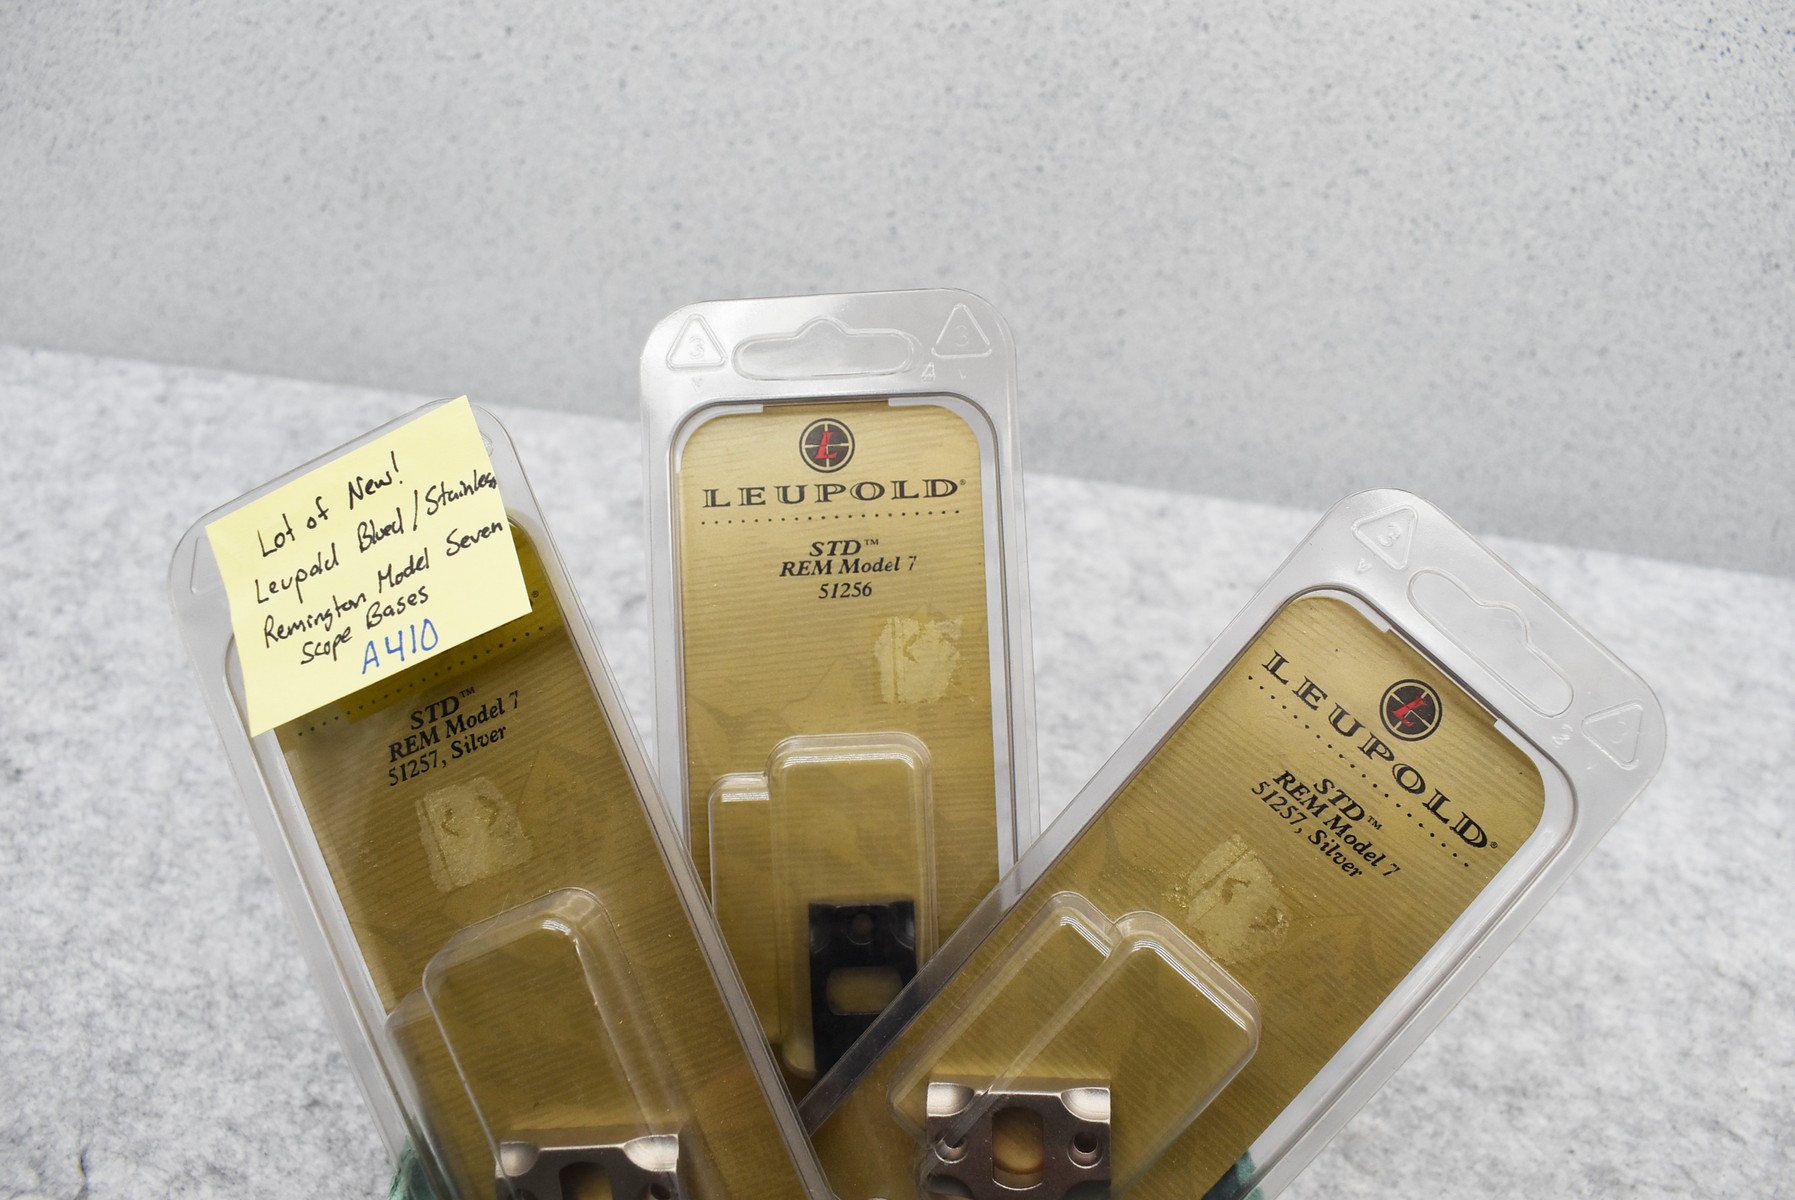 Lot of New!
Leupold Blued / Stainless
Remington Model Seven
Scope Bases
A410
STD™
REM Model 7
51257, Silver
L
LEUPOLD®
STD™
REM Model 7
51256
L
LEUPOLD®
STD™
REM Model 7
51257, Silver